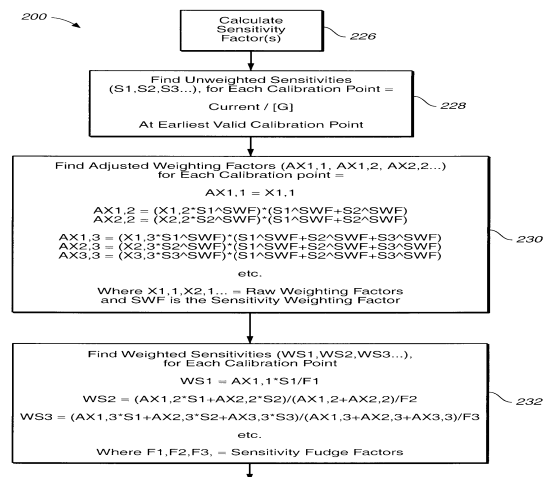 200
Calculate
Sensitivity
Factor(s)
226
Find Unweighted Sensitivities
(S1,S2,S3...), for Each Calibration Point =
Current / [G]
At Earliest Valid Calibration Point
228
Find Adjusted Weighting Factors (AX1,1, AX1,2, AX2,2...)
for Each Calibration point =
AX1,1 = X1,1
AX1,2 = (X1,2*S1^SWF)*(S1^SWF+S2^SWF)
AX2,2 = (X2,2*S2^SWF)*(S1^SWF+S2^SWF)
AX1,3 = (X1,3*S1^SWF)*(S1^SWF+S2^SWF+S3^SWF)
AX2,3 = (X2,3*S2^SWF)*(S1^SWF+S2^SWF+S3^SWF)
AX3,3 = (X3,3*S3^SWF)*(S1^SWF+S2^SWF+S3^SWF)
etc.
Where X1,1,X2,1... = Raw Weighting Factors
and SWF is the Sensitivity Weighting Factor
230
Find Weighted Sensitivities (WS1,WS2,WS3...),
for Each Calibration Point
WS1 = AX1,1*S1/F1
WS2 = (AX1,2*S1+AX2,2*S2)/(AX1,2+AX2,2)/F2
WS3 = (AX1,3*S1+AX2,3*S2+AX3,3*S3)/(AX1,3+AX2,3+AX3,3)/F3
etc.
Where F1,F2,F3, = Sensitivity Fudge Factors
232